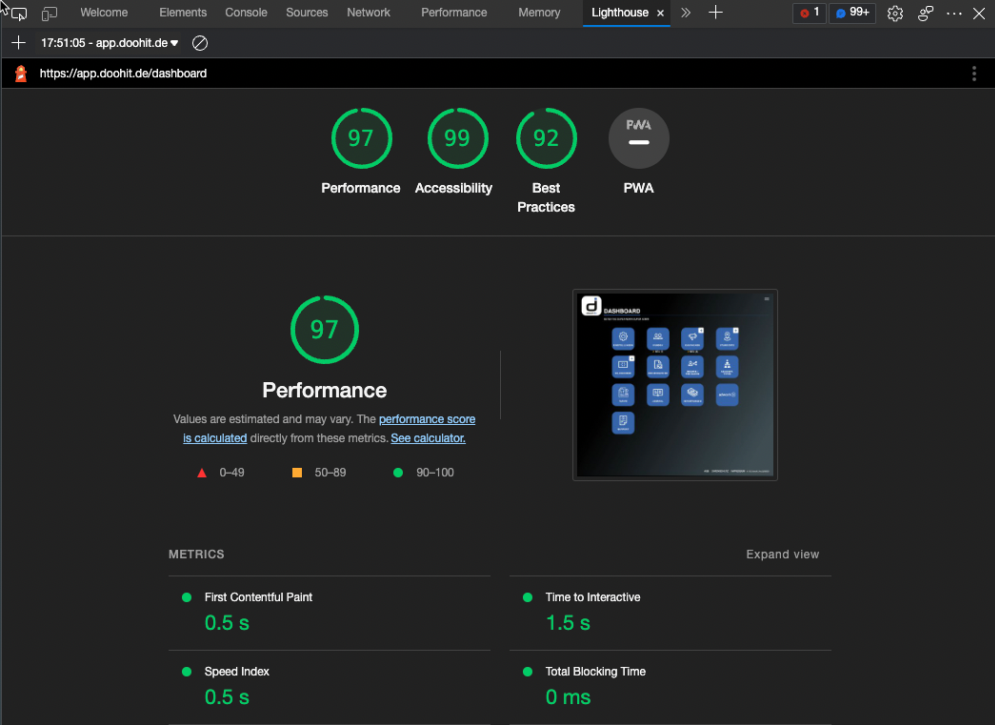 Welcome Elements Console Sources Network Performance Memory Lighthouse × 1 99+
17:51:05 - app.doohit.de
https://app.doohit.de/dashboard
97 99 92 PWA
Performance Accessibility Best Practices PWA
97
Performance
Values are estimated and may vary. The performance score
is calculated directly from these metrics. See calculator.
0–49 50–89 90–100
DASHBOARD
METRICS Expand view
First Contentful Paint Time to Interactive
0.5 s 1.5 s
Speed Index Total Blocking Time
0.5 s 0 ms